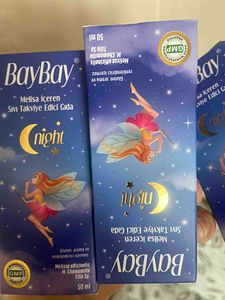 BAYBAY®
Melisa İçeren
Sıvı Takviye Edici Gıda
night
Gluten, aroma ve
renklendirici içermez
Melissa officinalis
M. Chamomilla
Tilia Sp.
GMP
50 ml
BAYBAY®
Melisa İçeren
Sıvı Takviye Edici Gıda
night
Gluten, aroma ve
renklendirici içermez
Melissa officinalis
M. Chamomilla
Tilia Sp.
GMP
50 ml